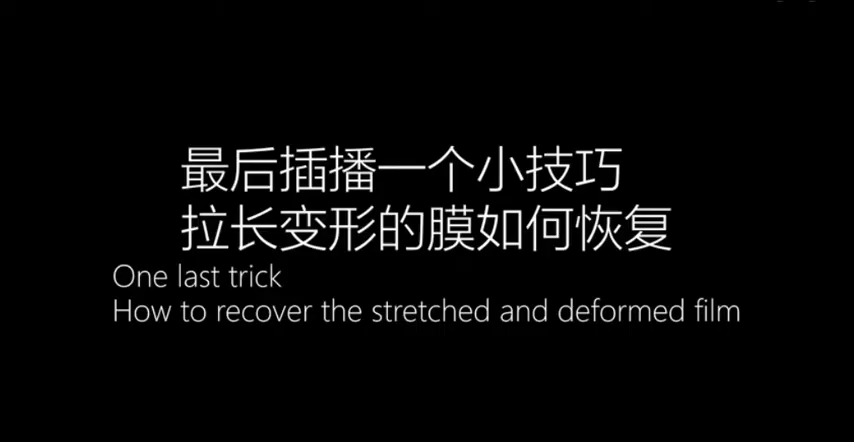 最后插播一个小技巧
拉长变形的膜如何恢复
One last trick
How to recover the stretched and deformed film